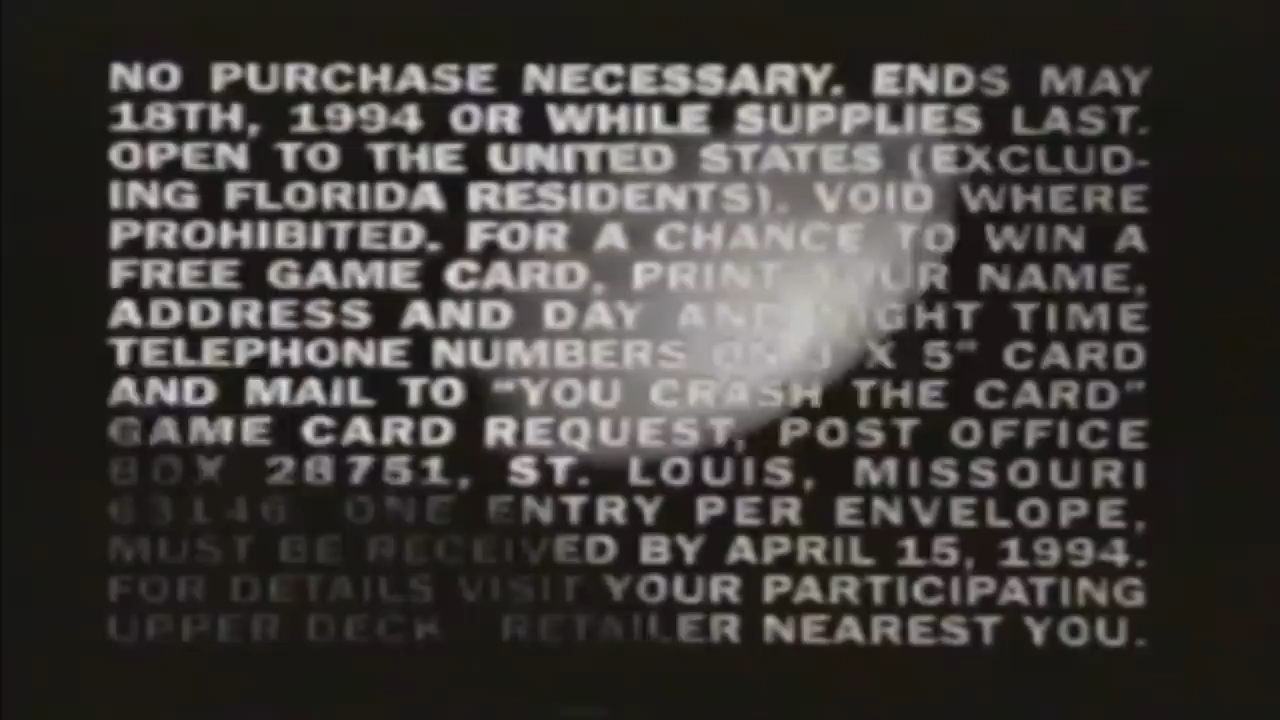 NO PURCHASE NECESSARY. ENDS MAY
18TH, 1994 OR WHILE SUPPLIES LAST.
OPEN TO THE UNITED STATES (EXCLUD-
ING FLORIDA RESIDENTS). VOID WHERE
PROHIBITED. FOR A CHANCE TO WIN A
FREE GAME CARD, PRINT YOUR NAME,
ADDRESS AND DAY AND NIGHT TIME
TELEPHONE NUMBERS ON 3 X 5" CARD
AND MAIL TO "YOU CRASH THE CARD"
GAME CARD REQUEST, POST OFFICE
BOX 28751, ST. LOUIS, MISSOURI
63146. ONE ENTRY PER ENVELOPE,
MUST BE RECEIVED BY APRIL 15, 1994.
FOR DETAILS VISIT YOUR PARTICIPATING
UPPER DECK RETAILER NEAREST YOU.